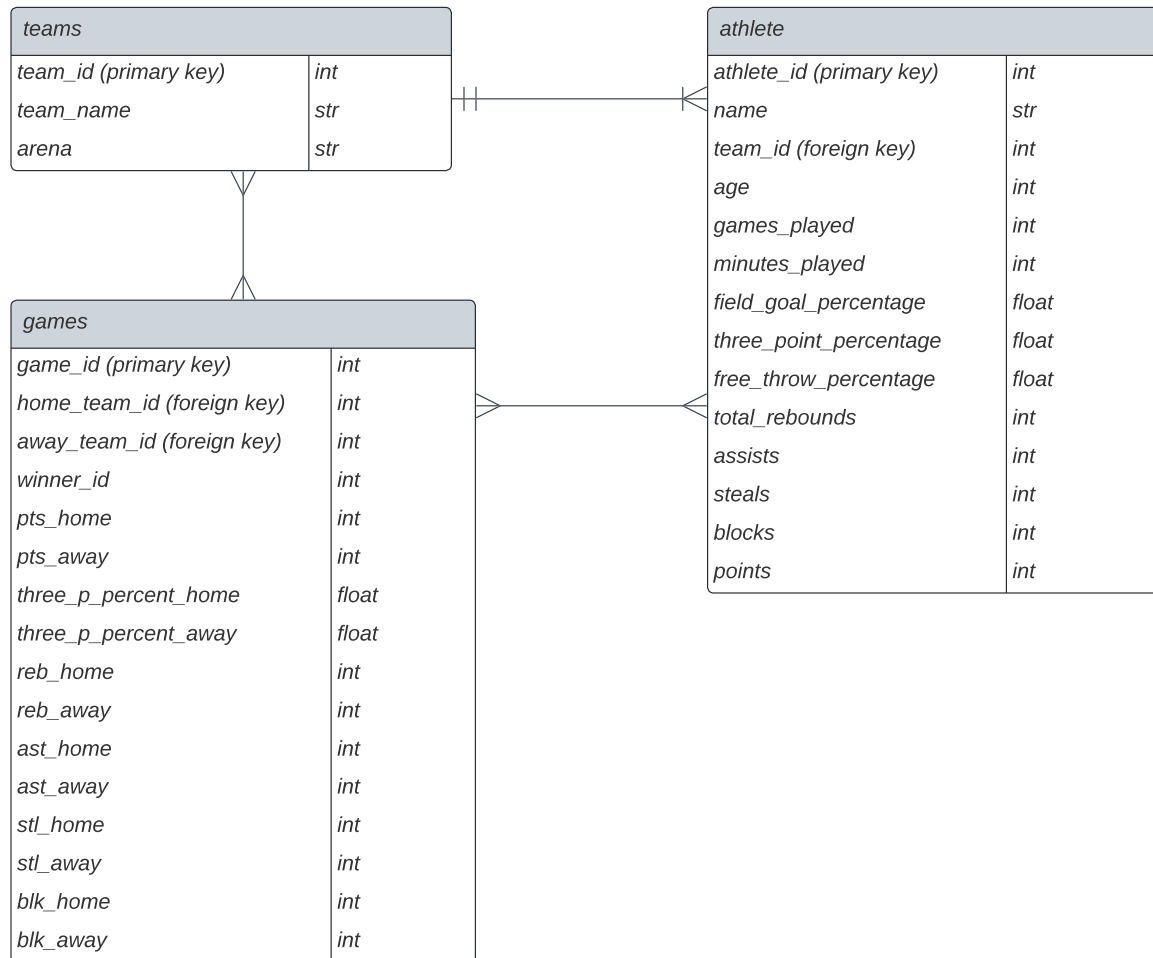 teams
team_id (primary key) int
team_name str
arena str
athlete
athlete_id (primary key) int
name str
team_id (foreign key) int
age int
games_played int
minutes_played int
field_goal_percentage float
three_point_percentage float
free_throw_percentage float
total_rebounds int
assists int
steals int
blocks int
points int
games
game_id (primary key) int
home_team_id (foreign key) int
away_team_id (foreign key) int
winner_id int
pts_home int
pts_away int
three_p_percent_home float
three_p_percent_away float
reb_home int
reb_away int
ast_home int
ast_away int
stl_home int
stl_away int
blk_home int
blk_away int